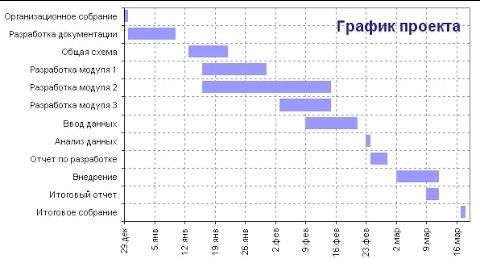 График проекта
Организационное собрание
Разработка документации
Общая схема
Разработка модуля 1
Разработка модуля 2
Разработка модуля 3
Ввод данных
Анализ данных
Отчет по разработке
Внедрение
Итоговый отчет
Итоговое собрание
29.дек
5.янв
12.янв
19.янв
26.янв
2.фев
9.фев
16.фев
23.фев
2.мар
9.мар
16.мар